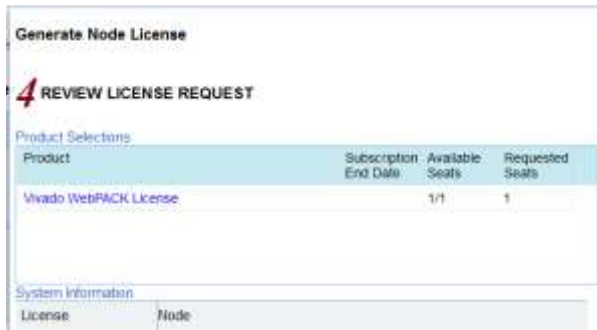 Generate Node License
4 REVIEW LICENSE REQUEST
Product Selections
Product Subscription End Date Available Seats Requested Seats
Vivado WebPACK License 1/1 1
System Information
License Node